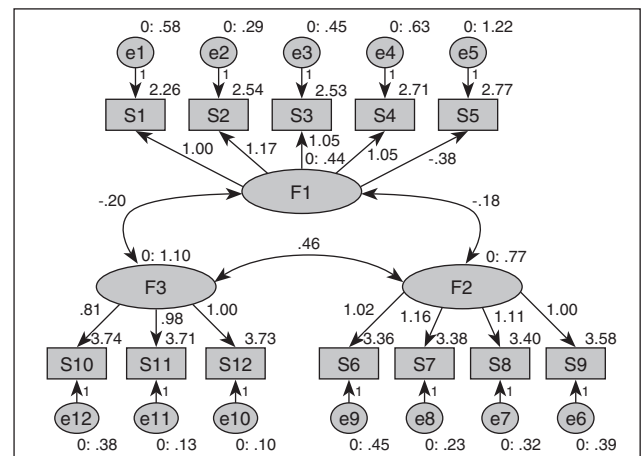 0: .58 0: .29 0: .45 0: .63 0: 1.22
e1 e2 e3 e4 e5
1 1 1 1 1
2.26 2.54 2.53 2.71 2.77
S1 S2 S3 S4 S5
1.00 1.17 1.05 1.05 -.38
0: .44
F1
-.20 -.18
.46
0: 1.10 0: .77
F3 F2
.81 .98 1.00 1.02 1.16 1.11 1.00
3.74 3.71 3.73 3.36 3.38 3.40 3.58
S10 S11 S12 S6 S7 S8 S9
1 1 1 1 1 1 1
e12 e11 e10 e9 e8 e7 e6
0: .38 0: .13 0: .10 0: .45 0: .23 0: .32 0: .39